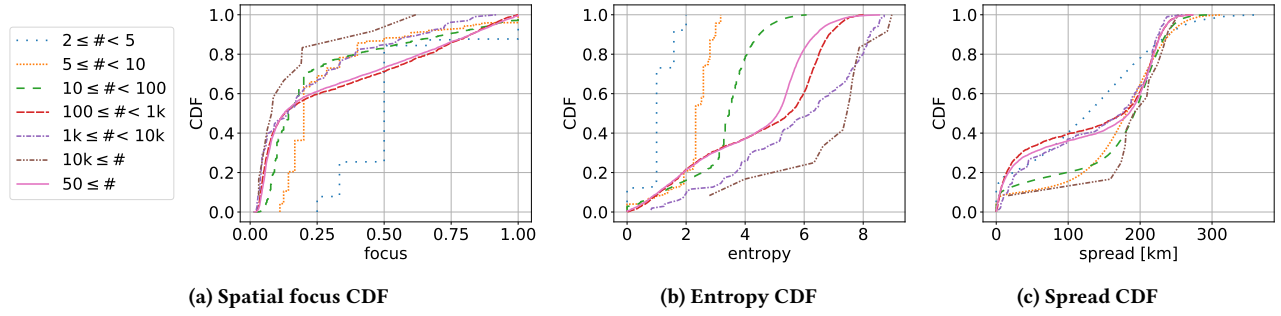 2 ≤ #< 5
5 ≤ #< 10
10 ≤ #< 100
100 ≤ #< 1k
1k ≤ #< 10k
10k ≤ #
50 ≤ #
CDF
1.0
0.8
0.6
0.4
0.2
0.0
0.00 0.25 0.50 0.75 1.00
focus
(a) Spatial focus CDF
CDF
1.0
0.8
0.6
0.4
0.2
0.0
0 2 4 6 8
entropy
(b) Entropy CDF
CDF
1.0
0.8
0.6
0.4
0.2
0.0
0 100 200 300
spread [km]
(c) Spread CDF